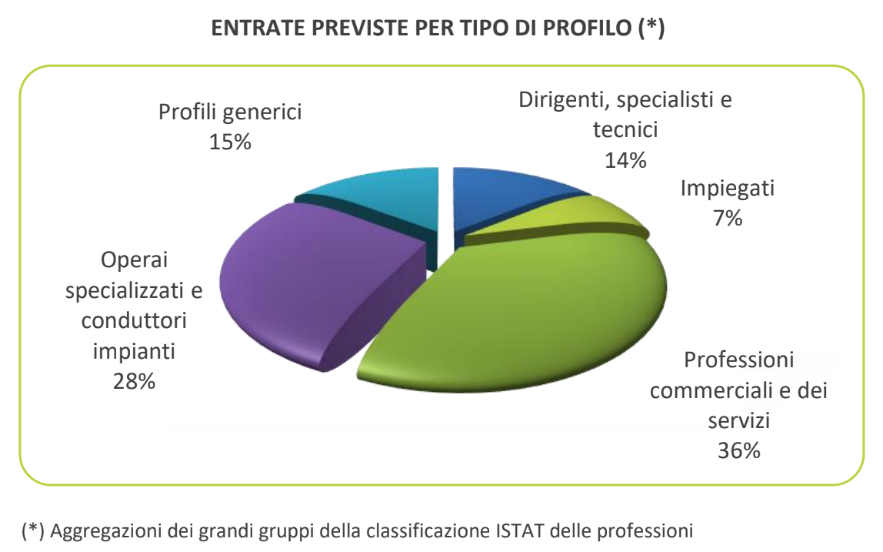 ENTRATE PREVISTE PER TIPO DI PROFILO (*)
Profili generici
15%
Dirigenti, specialisti e
tecnici
14%
Impiegati
7%
Operai
specializzati e
conduttori
impianti
28%
Professioni
commerciali e dei
servizi
36%
(*) Aggregazioni dei grandi gruppi della classificazione ISTAT delle professioni